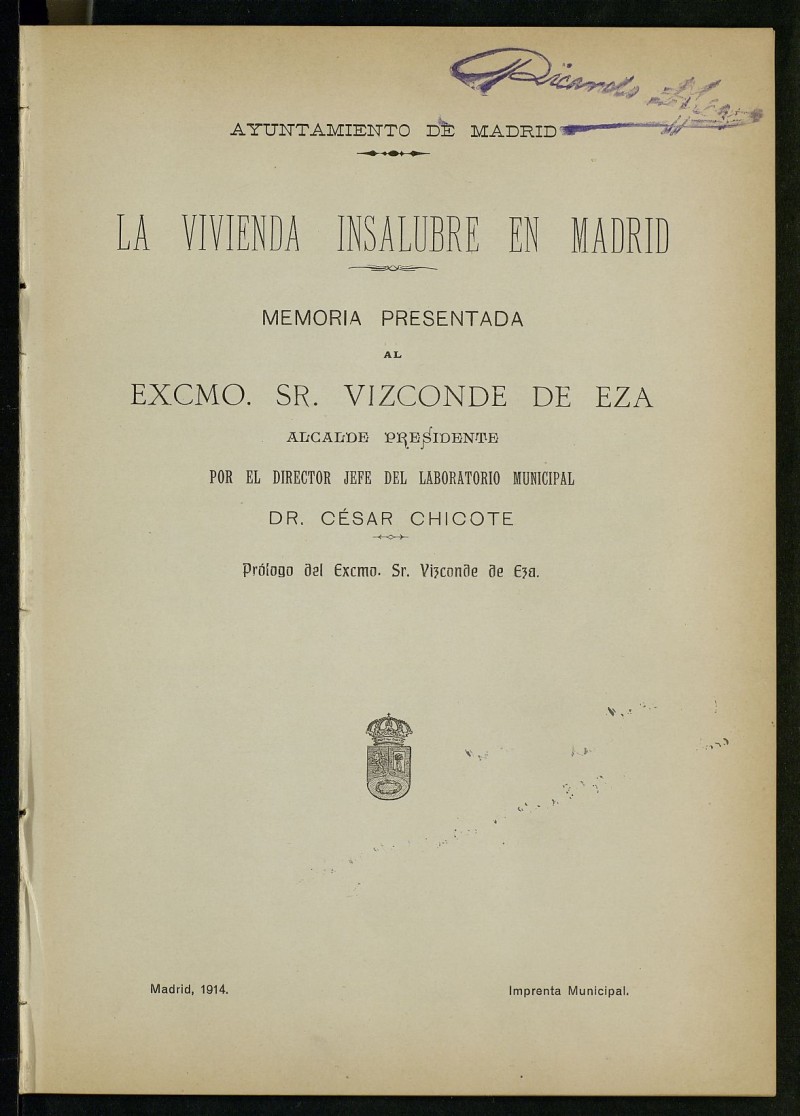 Ricardo
AYUNTAMIENTO DE MADRID
LA VIVIENDA INSALUBRE EN MADRID
MEMORIA PRESENTADA
AL
EXCMO. SR. VIZCONDE DE EZA
ALCALDE PRESIDENTE
POR EL DIRECTOR JEFE DEL LABORATORIO MUNICIPAL
DR. CÉSAR CHICOTE
Prólogo del Excmo. Sr. Vizconde de Eza.
Madrid, 1914.
Imprenta Municipal.